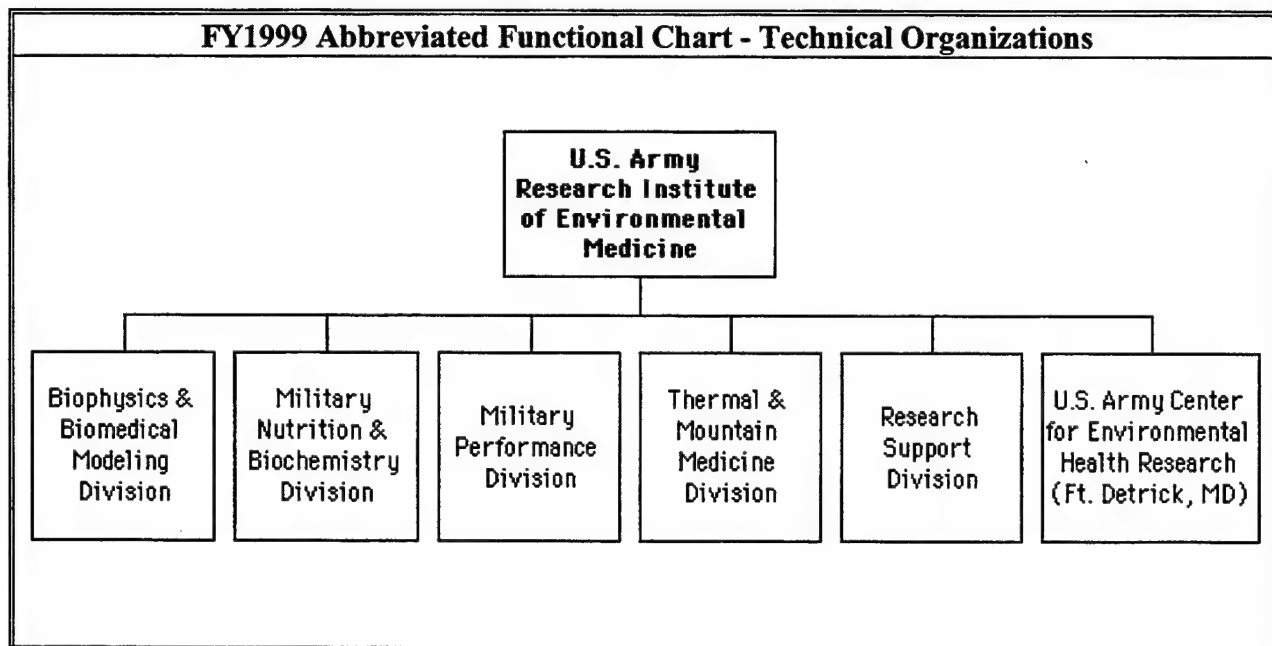 FY1999 Abbreviated Functional Chart - Technical Organizations
U.S. Army
Research Institute
of Environmental
Medicine
Biophysics &
Biomedical
Modeling
Division
Military
Nutrition &
Biochemistry
Division
Military
Performance
Division
Thermal &
Mountain
Medicine
Division
Research
Support
Division
U.S. Army Center
for Environmental
Health Research
(Ft. Detrick, MD)